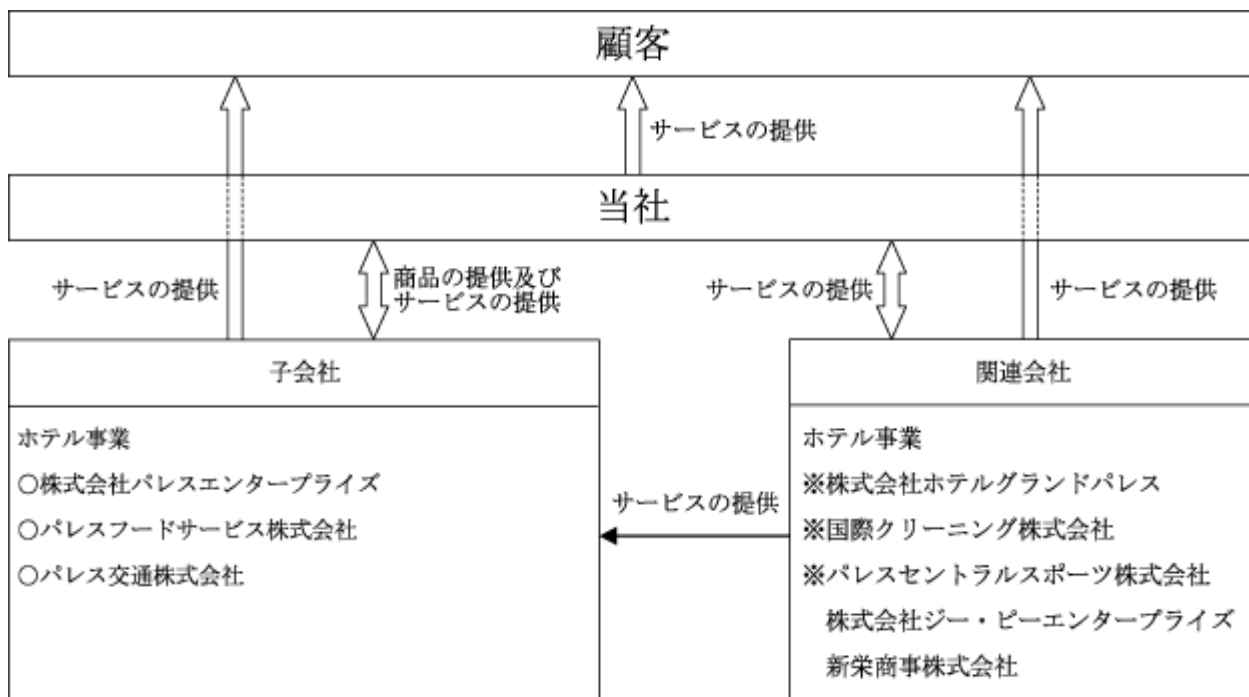 顧客
サービスの提供
当社
サービスの提供
商品の提供及び
サービスの提供
サービスの提供
サービスの提供
子会社
ホテル事業
○株式会社パレスエンタープライズ
○パレスフードサービス株式会社
○パレス交通株式会社
サービスの提供
関連会社
ホテル事業
※株式会社ホテルグランドパレス
※国際クリーニング株式会社
※パレスセントラルスポーツ株式会社
株式会社ジー・ピーエンタープライズ
新栄商事株式会社